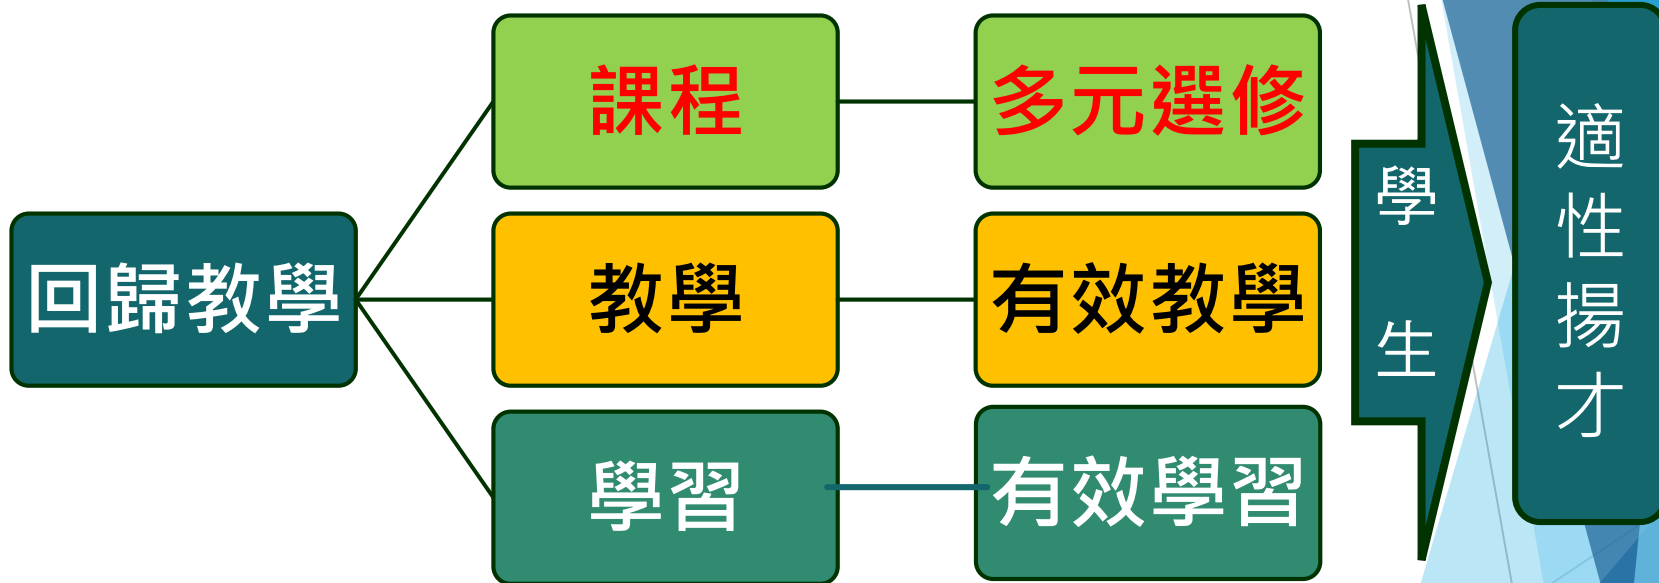 回歸教學
課程
多元選修
教學
有效教學
學習
有效學習
學生
適性揚才